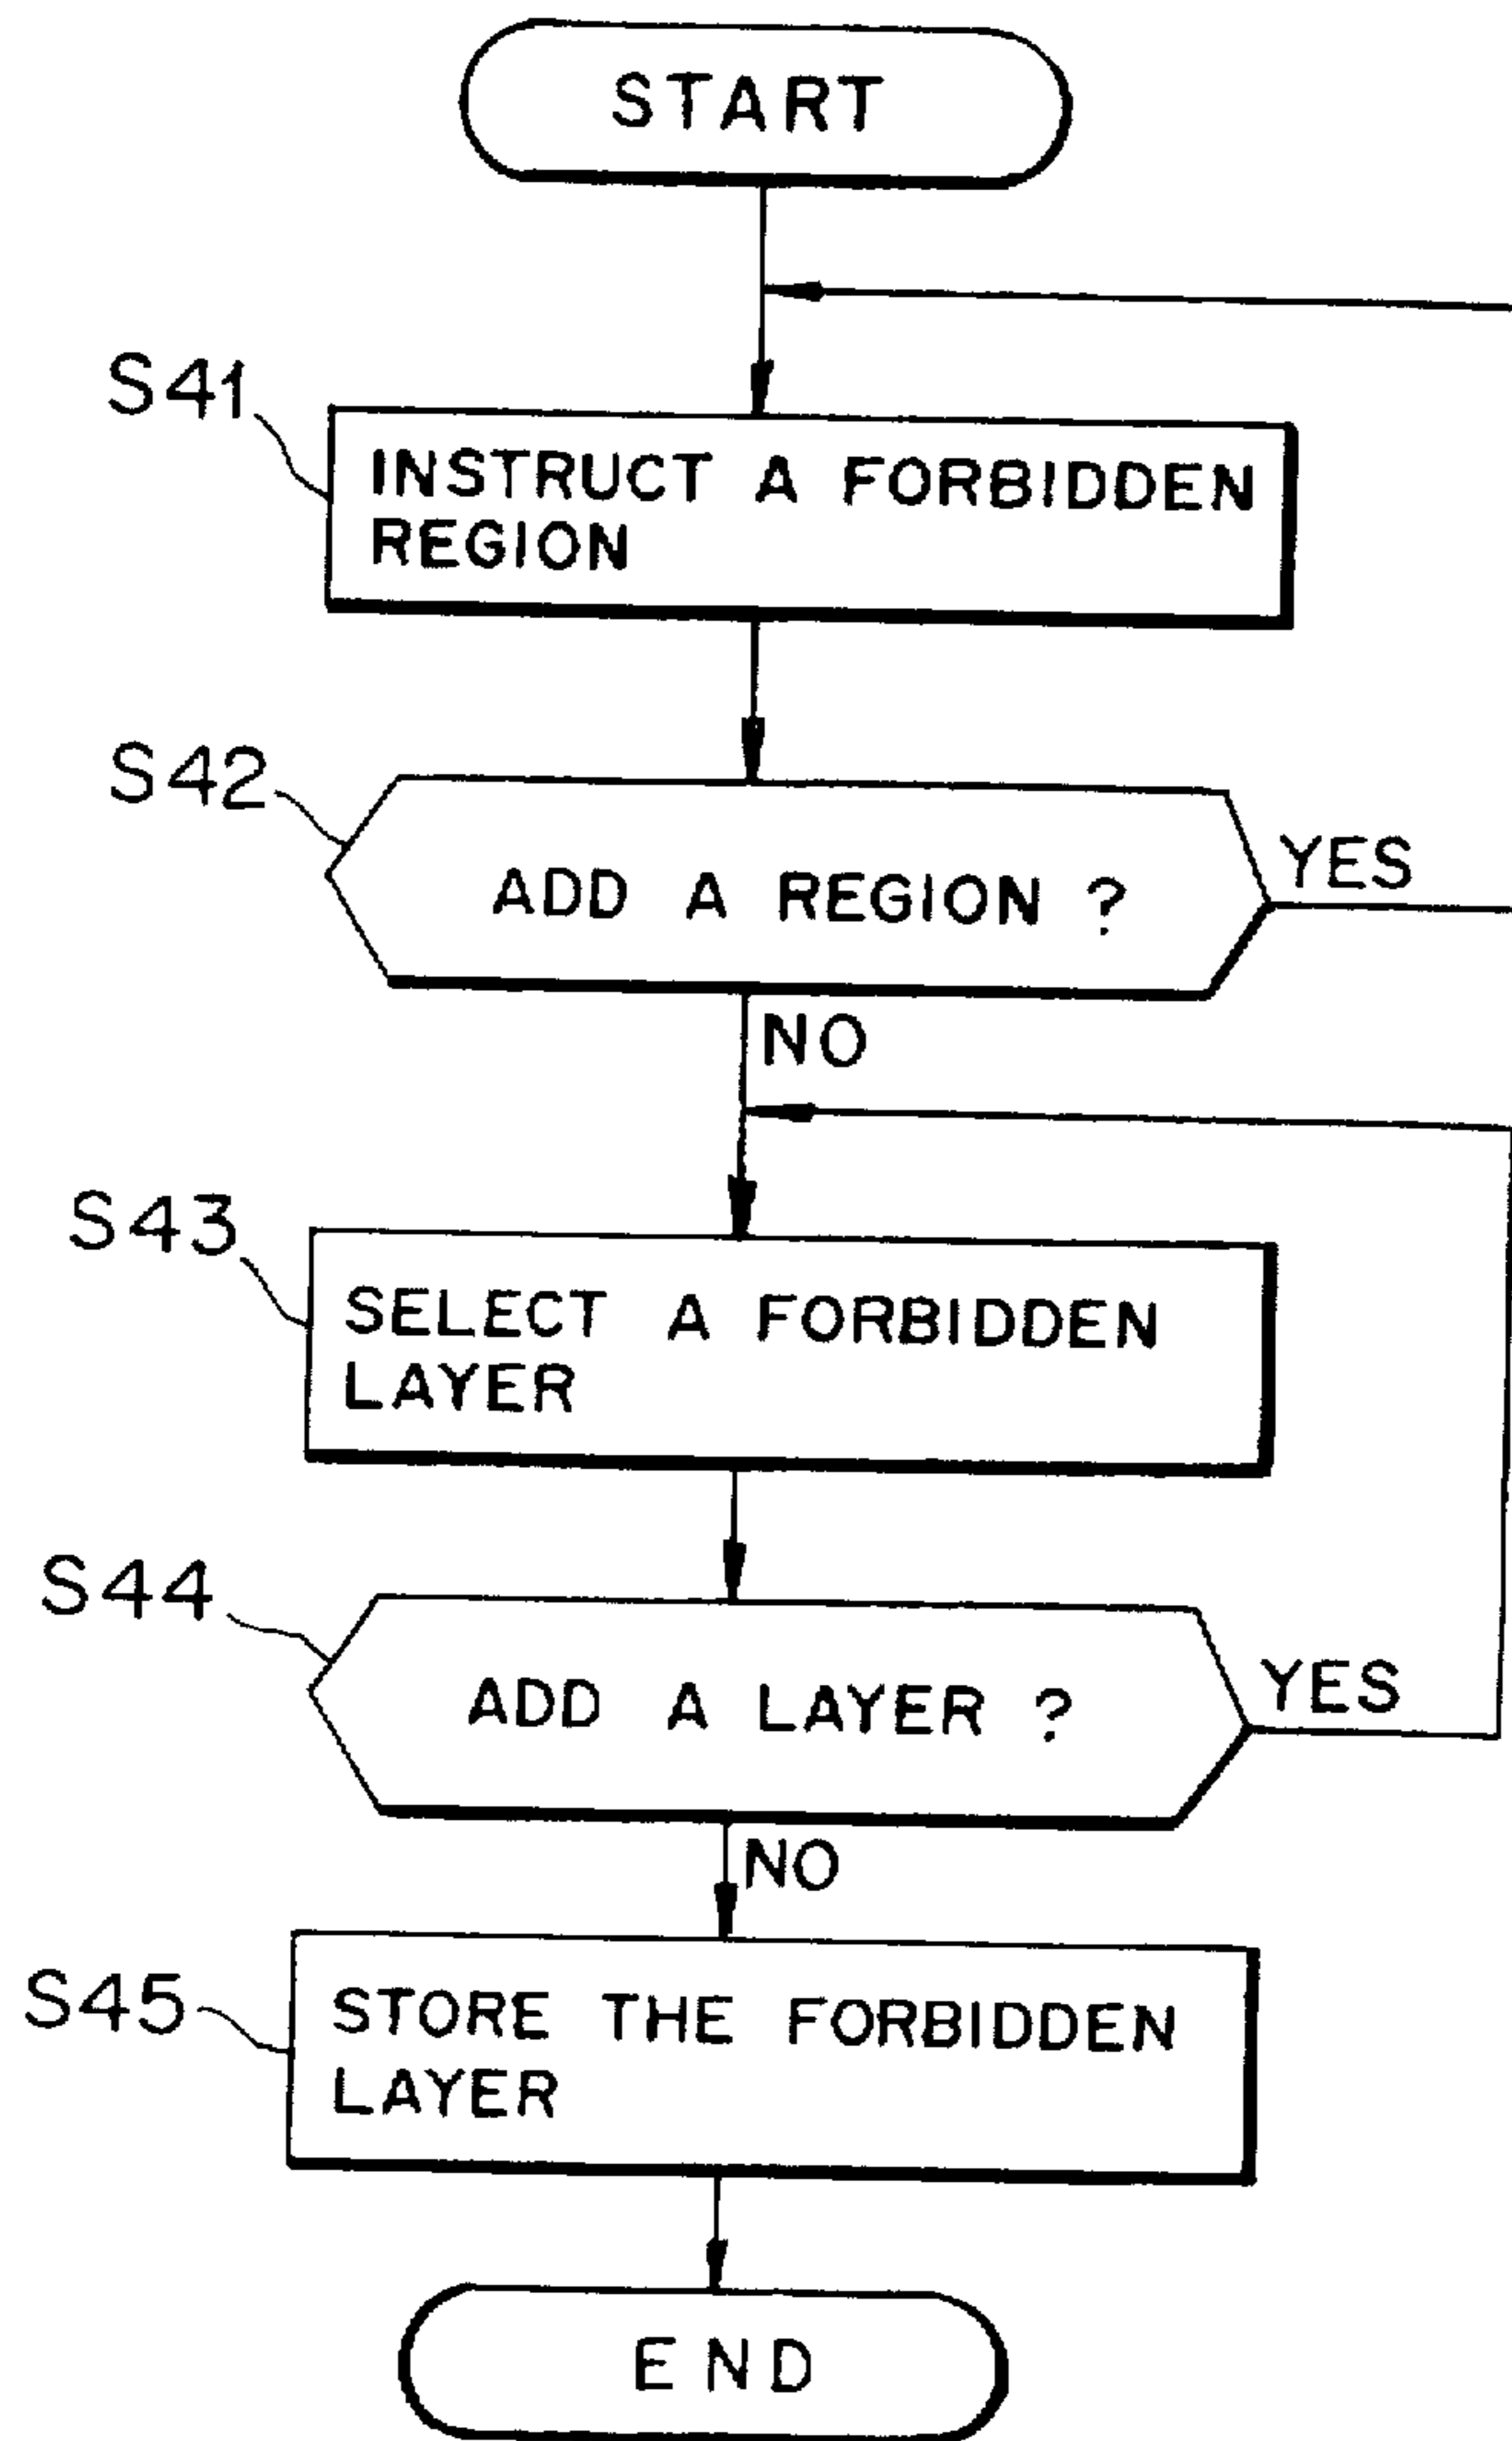 START
S41
INSTRUCT A FORBIDDEN
REGION
S42
ADD A REGION ?
YES
NO
S43
SELECT A FORBIDDEN
LAYER
S44
ADD A LAYER ?
YES
NO
S45
STORE THE FORBIDDEN
LAYER
END